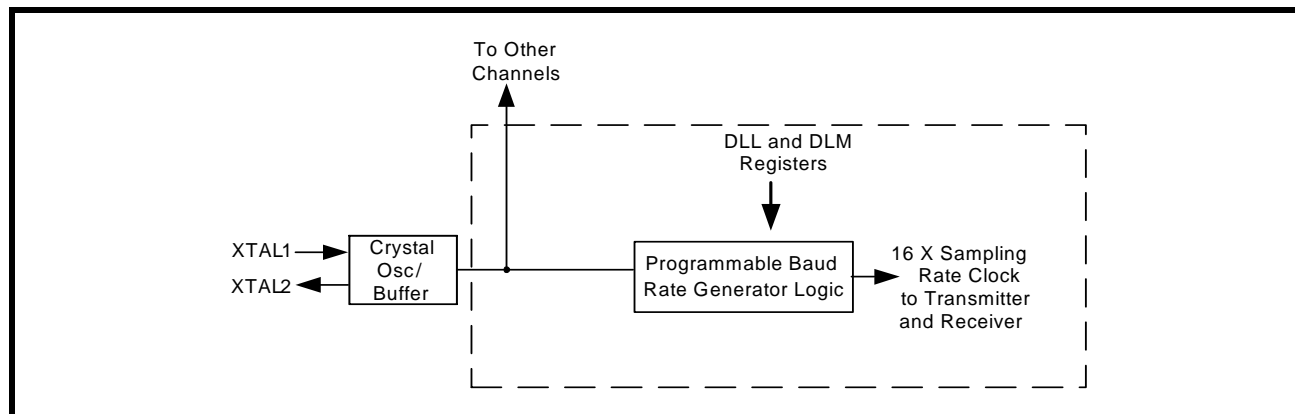 To Other
Channels
DLL and DLM
Registers
XTAL1
XTAL2
Crystal
Osc/
Buffer
Programmable Baud
Rate Generator Logic
16 X Sampling
Rate Clock
to Transmitter
and Receiver